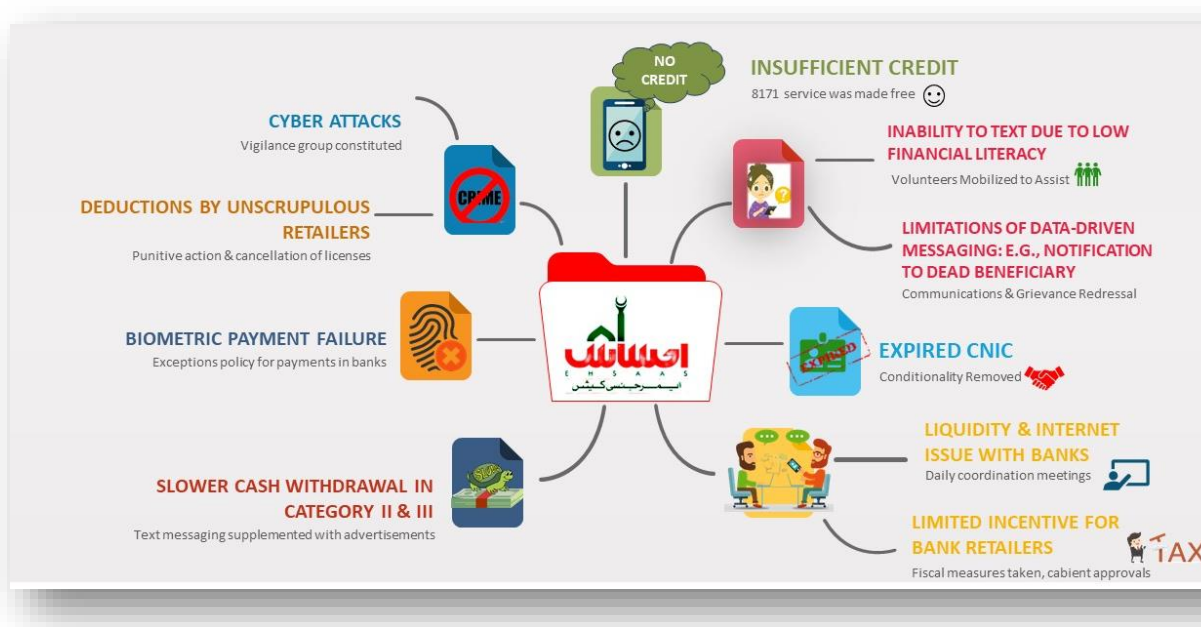 NO
CREDIT
INSUFFICIENT CREDIT
8171 service was made free
CYBER ATTACKS
Vigilance group constituted
CRIME
INABILITY TO TEXT DUE TO LOW
FINANCIAL LITERACY
Volunteers Mobilized to Assist
DEDUCTIONS BY UNSCRUPULOUS
RETAILERS
Punitive action & cancellation of licenses
LIMITATIONS OF DATA-DRIVEN
MESSAGING: E.G., NOTIFICATION
TO DEAD BENEFICIARY
Communications & Grievance Redressal
BIOMETRIC PAYMENT FAILURE
Exceptions policy for payments in banks
احساس
EHSAAS
ایمرجنسی کیش
EXPIRED
EXPIRED CNIC
Conditionality Removed
SLOWER CASH WITHDRAWAL IN
CATEGORY II & III
Text messaging supplemented with advertisements
LIQUIDITY & INTERNET
ISSUE WITH BANKS
Daily coordination meetings
LIMITED INCENTIVE FOR
BANK RETAILERS
Fiscal measures taken, cabient approvals
TAX